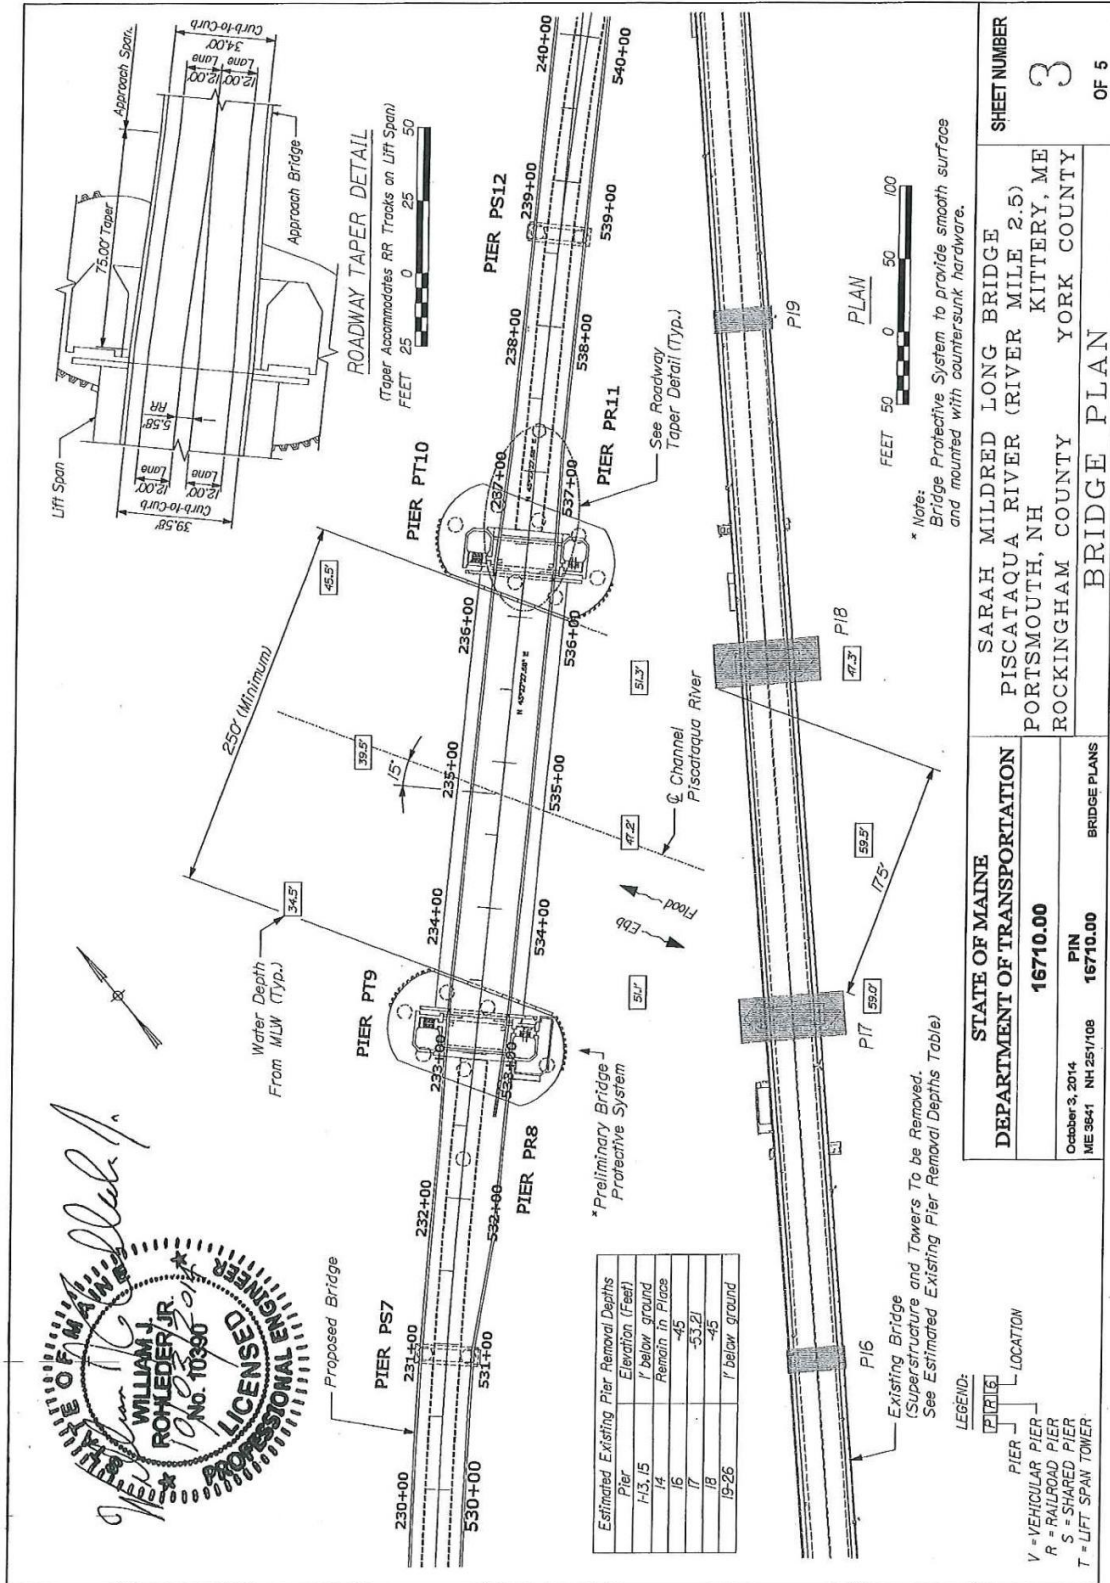 STATE OF MAINE
WILLIAM J.
ROHLEDER JR.
No. 10390
LICENSED
PROFESSIONAL ENGINEER
10/03/2014
Lift Span
39.58'
Curb-to-Curb
12.00'
Lane
12.00'
Lane
5.58'
RR
75.00' Taper
Approach Span
12.00'
Lane
12.00'
Lane
34.00'
Curb-to-Curb
Approach Bridge
ROADWAY TAPER DETAIL
(Taper Accommodates RR Tracks on Lift Span)
FEET 25 0 25 50
Water Depth
From MLW (Typ.)
34.5'
250' (Minimum)
39.5'
15°
45.5'
Proposed Bridge
PIER PS7
PIER PT9
PIER PT10
PIER PS12
230+00
231+00
232+00
233+00
234+00
235+00
236+00
237+00
238+00
239+00
240+00
530+00
531+00
532+00
533+00
534+00
535+00
536+00
537+00
538+00
539+00
540+00
PIER PR8
PIER PR11
*Preliminary Bridge
Protective System
51.1'
Ebb
Flood
47.2'
51.3'
℄ Channel
Piscataqua River
See Roadway
Taper Detail (Typ.)
Estimated Existing Pier Removal Depths
Pier Elevation (Feet)
1-13, 15 1' below ground
14 Remain in Place
16 -45
17 -53.21
18 -45
19-26 1' below ground
P16
P17
59.0'
175'
59.5'
P18
47.3'
P19
Existing Bridge
(Superstructure and Towers To be Removed.
See Estimated Existing Pier Removal Depths Table)
PLAN
FEET 50 0 50 100
* Note:
Bridge Protective System to provide smooth surface
and mounted with countersunk hardware.
LEGEND:
P R 6
PIER
LOCATION
V = VEHICULAR PIER
R = RAILROAD PIER
S = SHARED PIER
T = LIFT SPAN TOWER
STATE OF MAINE
DEPARTMENT OF TRANSPORTATION
16710.00
October 3, 2014 PIN
ME 3641 NH 251/108 16710.00 BRIDGE PLANS
SARAH MILDRED LONG BRIDGE
PISCATAQUA RIVER (RIVER MILE 2.5)
PORTSMOUTH, NH KITTERY, ME
ROCKINGHAM COUNTY YORK COUNTY
BRIDGE PLAN
SHEET NUMBER
3
OF 5